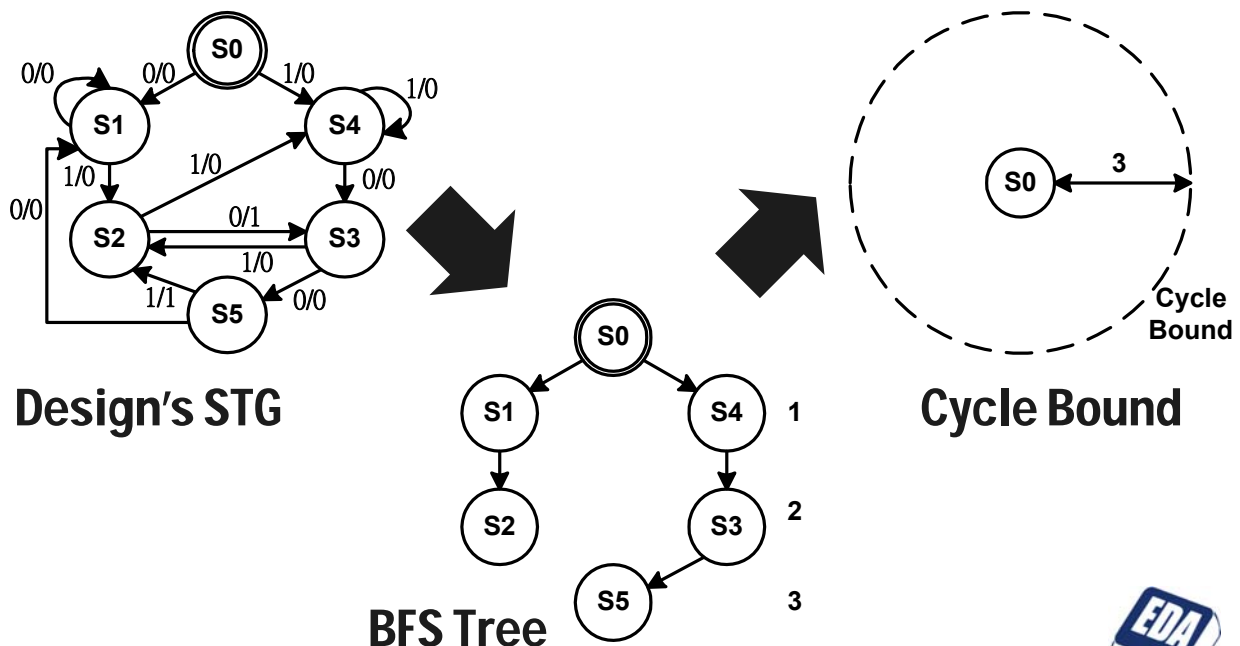 S0
0/0
0/0
1/0
1/0
S1
S4
1/0
1/0
0/0
0/0
S2
0/1
S3
1/0
1/1
0/0
S5
Design's STG
S0
S1
S4
1
S2
S3
2
S5
3
BFS Tree
S0
3
Cycle
Bound
Cycle Bound
EDA